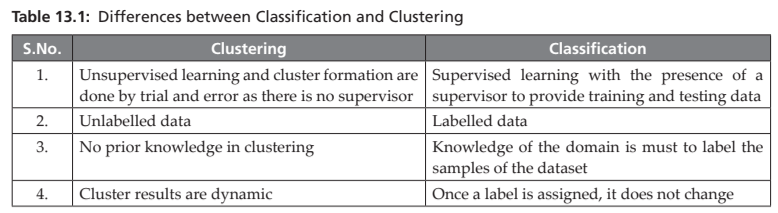 Table 13.1: Differences between Classification and Clustering
S.No. Clustering Classification
1. Unsupervised learning and cluster formation are Supervised learning with the presence of a
done by trial and error as there is no supervisor supervisor to provide training and testing data
2. Unlabelled data Labelled data
3. No prior knowledge in clustering Knowledge of the domain is must to label the
samples of the dataset
4. Cluster results are dynamic Once a label is assigned, it does not change